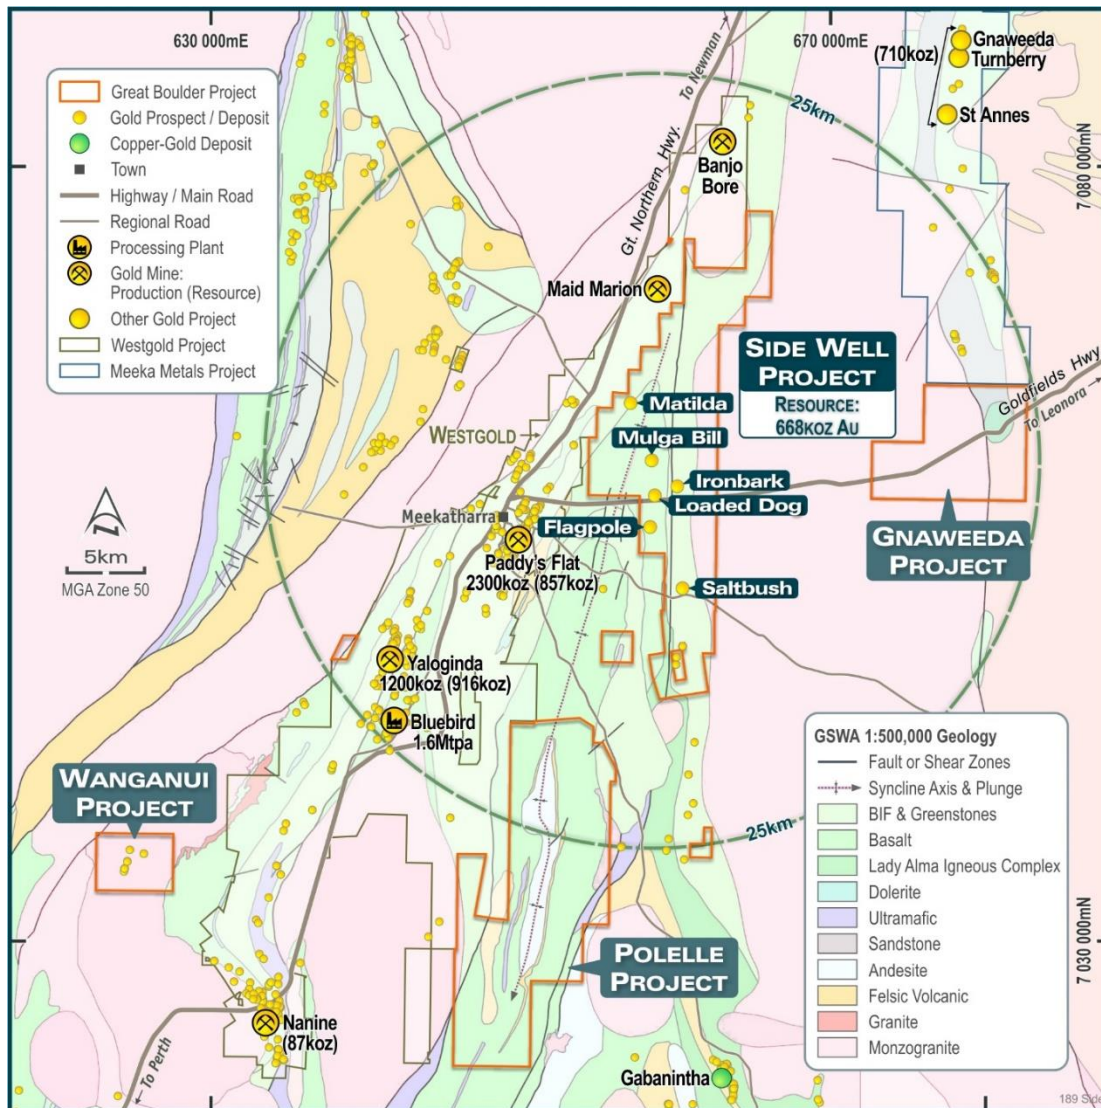 630 000mE
670 000mE
Great Boulder Project
Gold Prospect / Deposit
Copper-Gold Deposit
Town
Highway / Main Road
Regional Road
Processing Plant
Gold Mine:
Production (Resource)
Other Gold Project
Westgold Project
Meeka Metals Project
To Newman
25km
(710koz)
Gnaweeda
Turnberry
St Annes
7 080 000mN
Banjo
Bore
Gt. Northern Hwy.
Maid Marion
SIDE WELL
PROJECT
RESOURCE:
668KOZ AU
Goldfields Hwy
To Leonora
Matilda
WESTGOLD
Mulga Bill
Ironbark
Loaded Dog
Meekatharra
Flagpole
GNAWEEDA
PROJECT
5km
MGA Zone 50
Paddy's Flat
2300koz (857koz)
Saltbush
Yaloginda
1200koz (916koz)
Bluebird
1.6Mtpa
WANGANUI
PROJECT
25km
GSWA 1:500,000 Geology
Fault or Shear Zones
Syncline Axis & Plunge
BIF & Greenstones
Basalt
Lady Alma Igneous Complex
Dolerite
Ultramafic
Sandstone
Andesite
Felsic Volcanic
Granite
Monzogranite
POLELLE
PROJECT
7 030 000mN
Nanine
(87koz)
To Perth
Gabanintha
189 Side